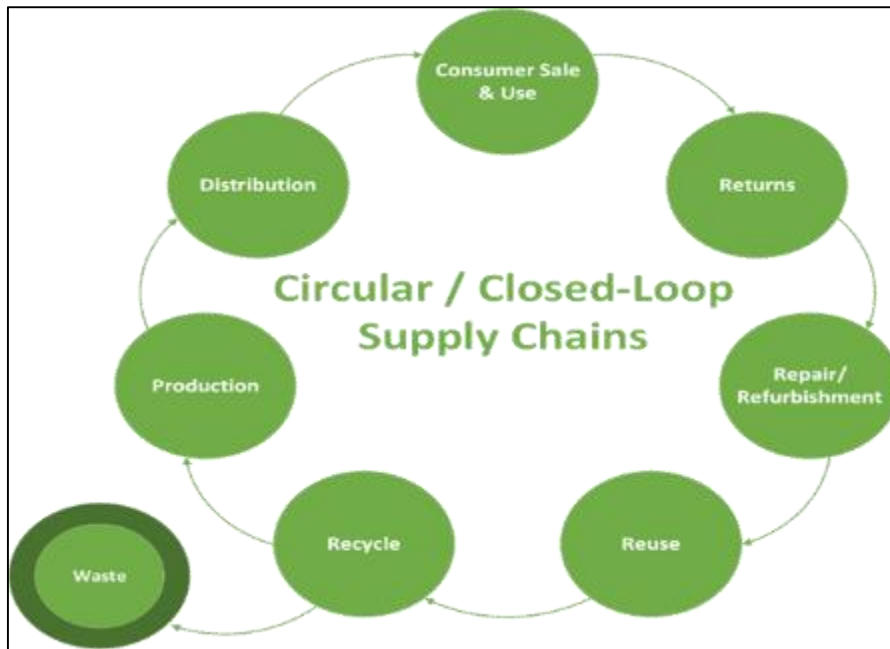 Consumer Sale
& Use
Distribution
Returns
Circular / Closed-Loop
Supply Chains
Production
Repair/
Refurbishment
Recycle
Reuse
Waste